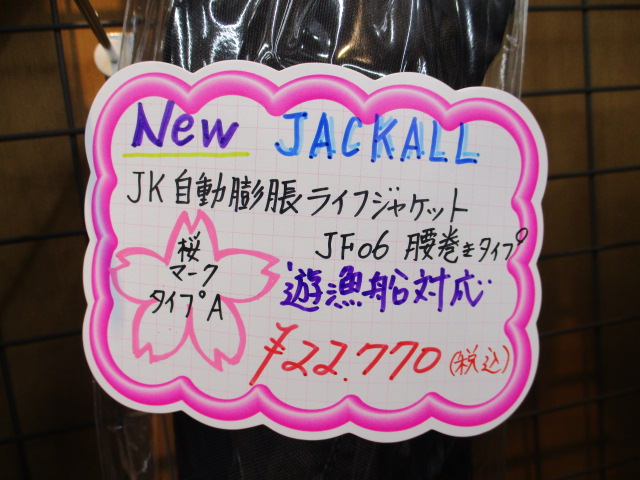 New JACKALL
JK自動膨脹ライフジャケット
JF06 腰巻きタイプ
桜
マーク
タイプA
遊漁船対応
¥22.770(税込)